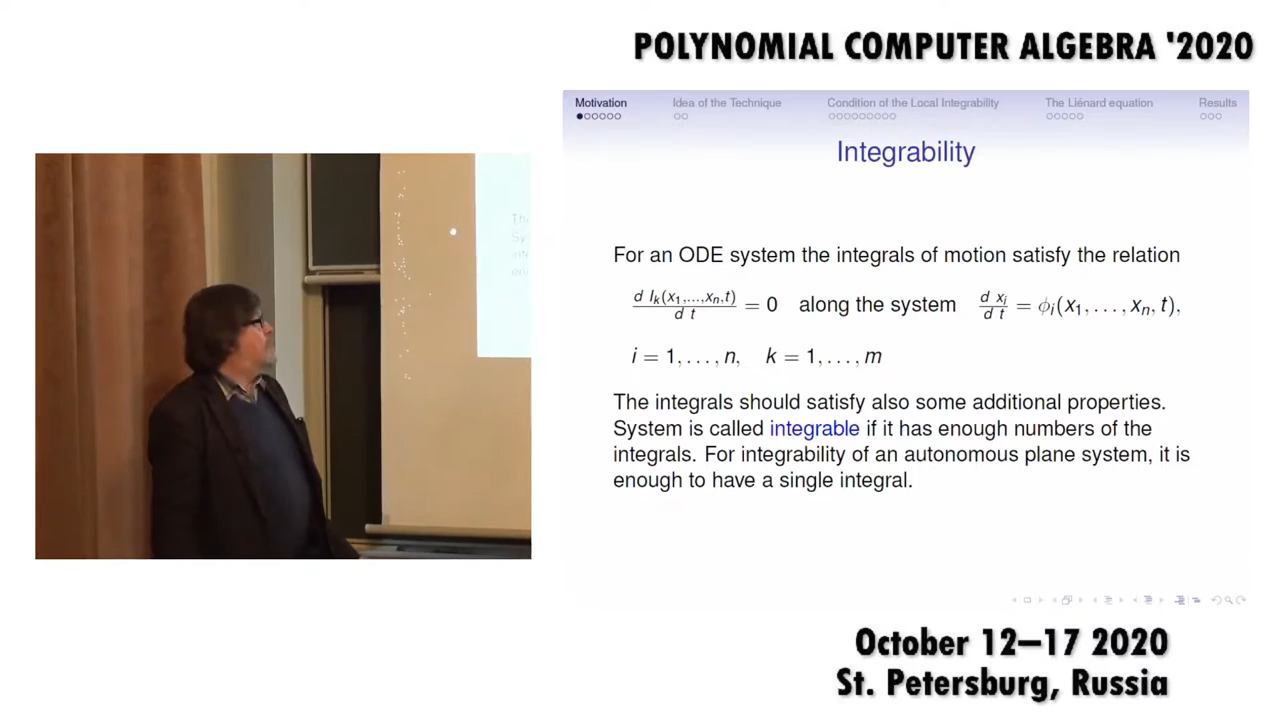 POLYNOMIAL COMPUTER ALGEBRA '2020
Motivation Idea of the Technique Condition of the Local Integrability The Liénard equation Results
Integrability
For an ODE system the integrals of motion satisfy the relation
d I_k(x_1,...,x_n,t) / d t = 0 along the system d x_i / d t = ϕ_i(x_1, . . . , x_n, t),
i = 1, . . . , n, k = 1, . . . , m
The integrals should satisfy also some additional properties.
System is called integrable if it has enough numbers of the
integrals. For integrability of an autonomous plane system, it is
enough to have a single integral.
October 12–17 2020
St. Petersburg, Russia